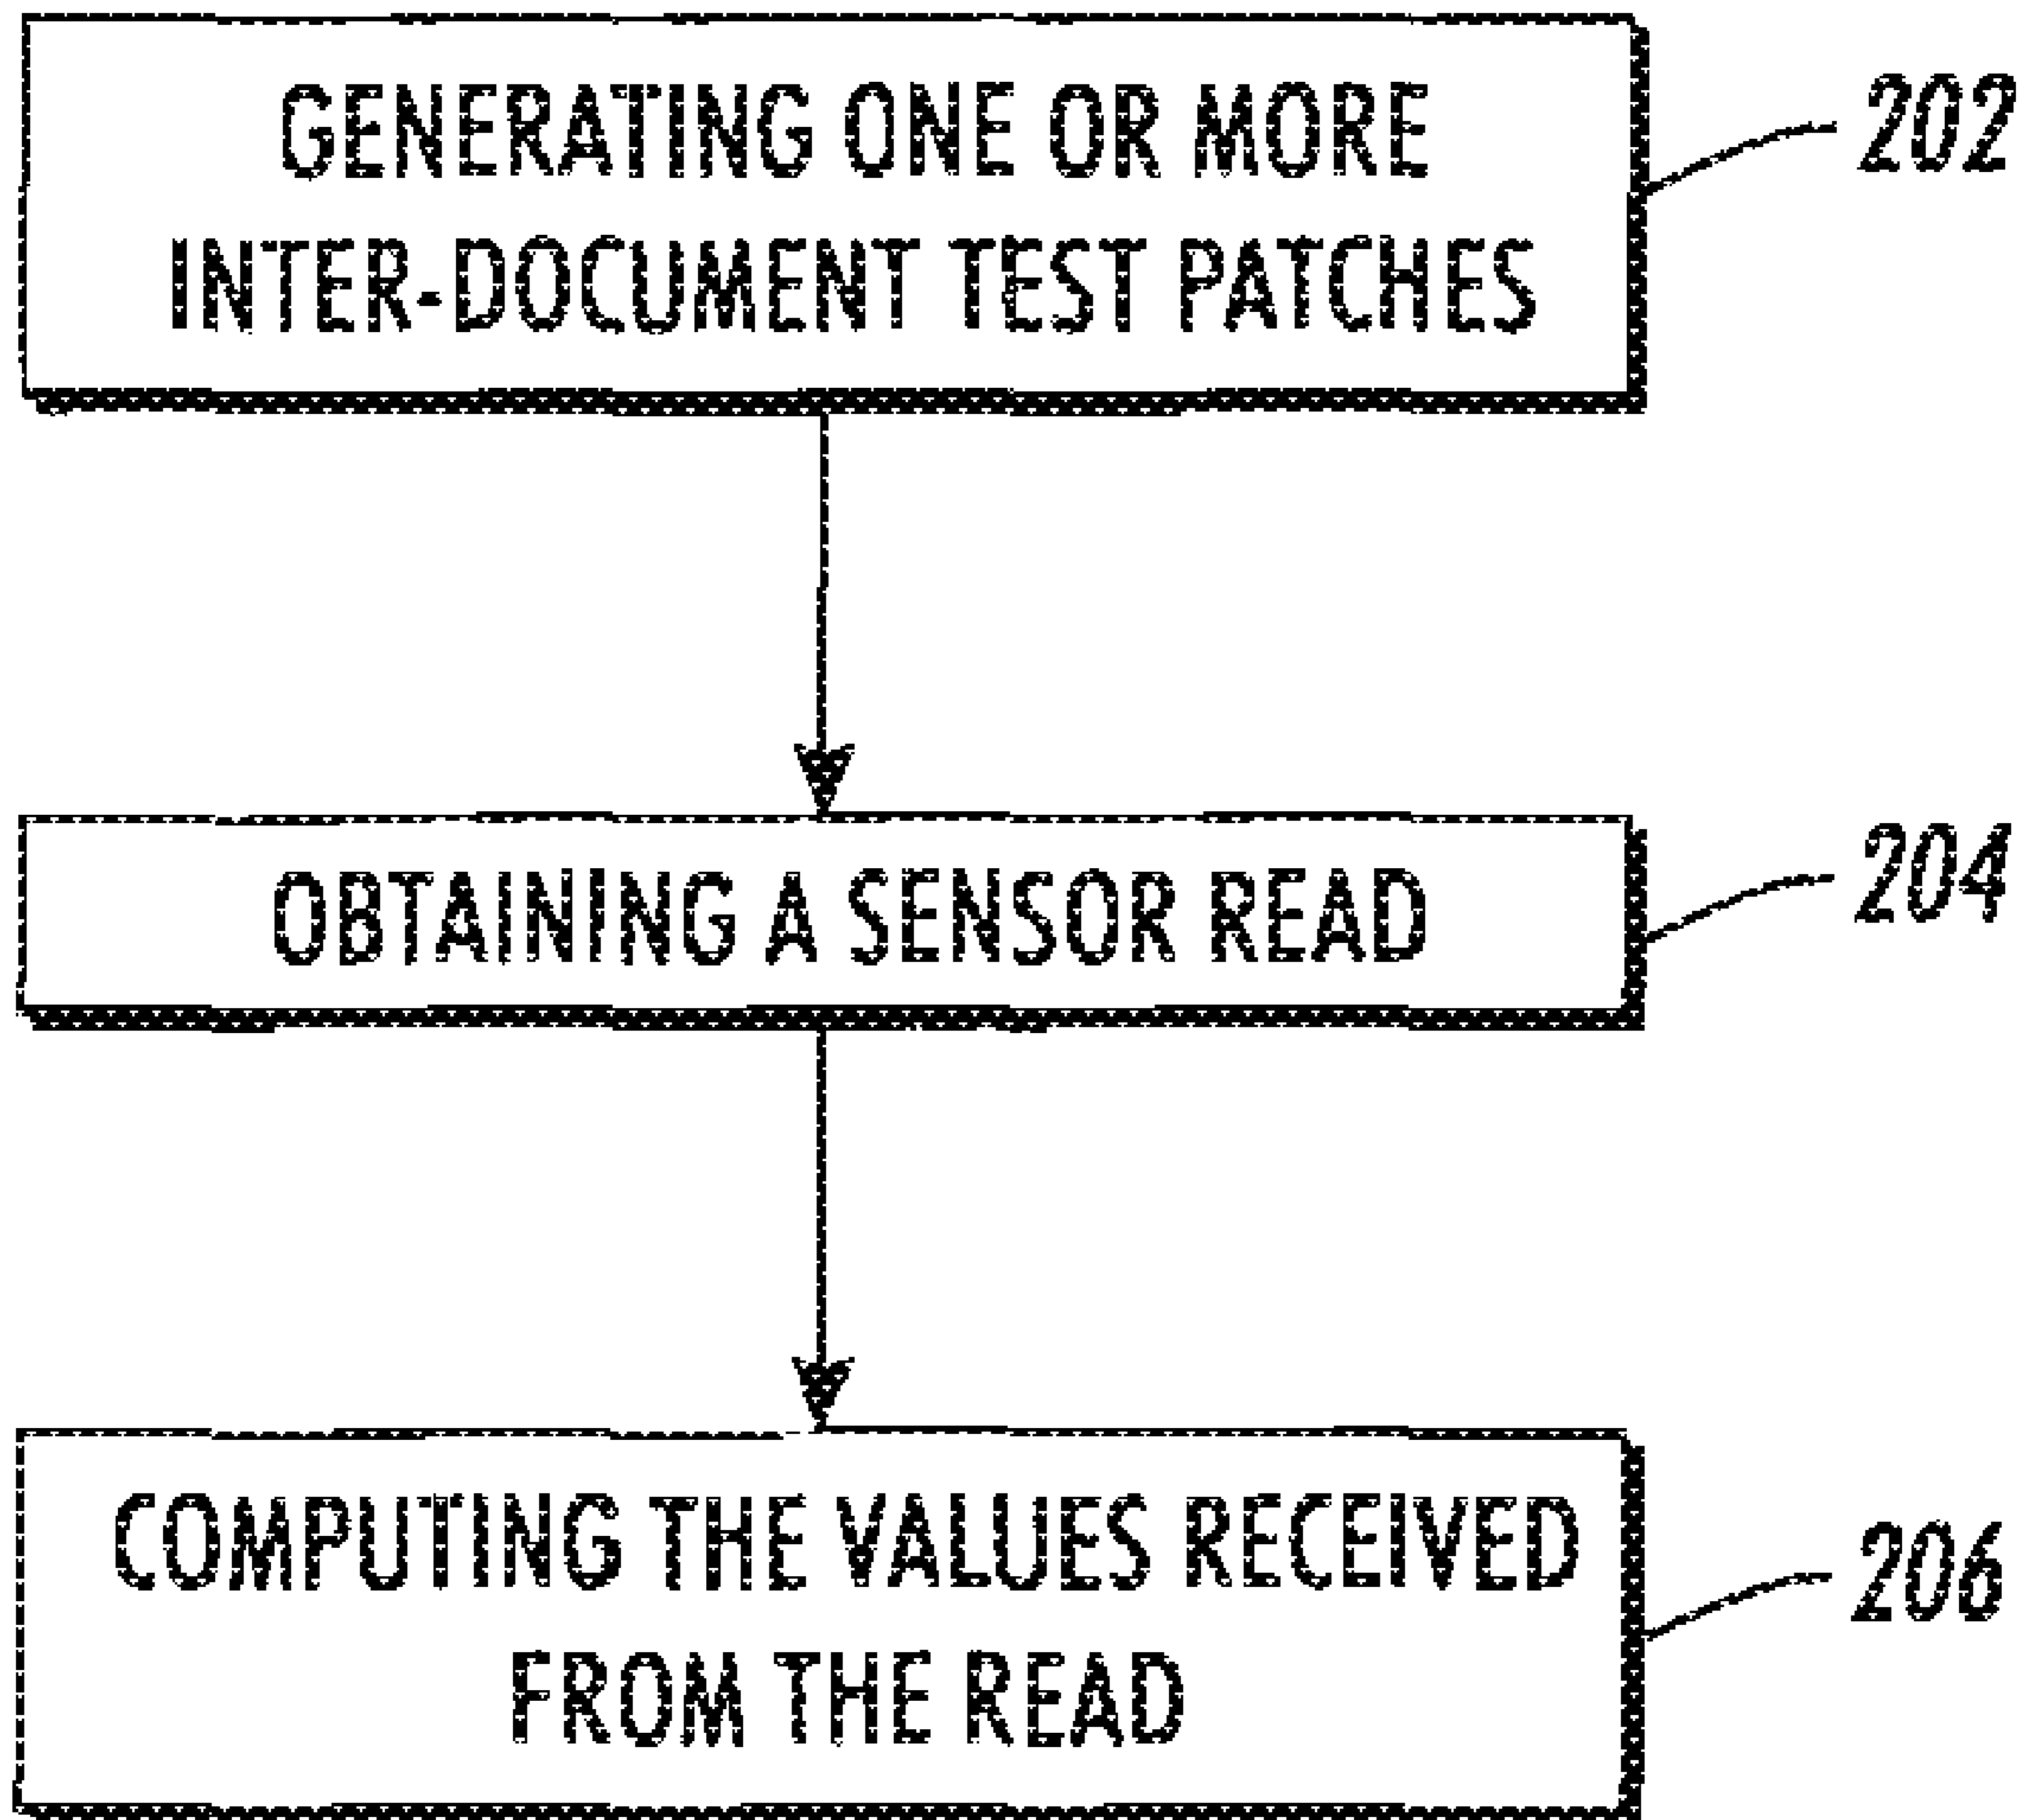 GENERATING ONE OR MORE
INTER-DOCUMENT TEST PATCHES
202
OBTAINING A SENSOR READ
204
COMPUTING THE VALUES RECEIVED
FROM THE READ
206